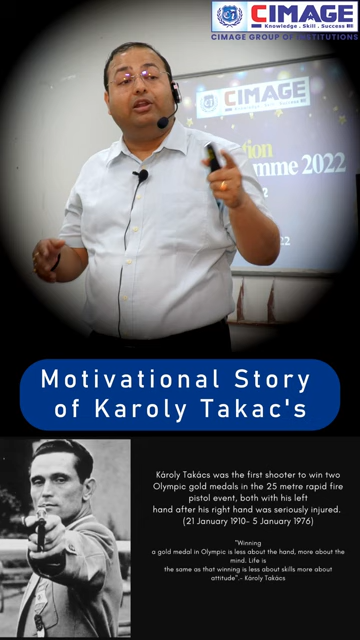 CIMAGE
Knowledge . Skill . Success
CIMAGE GROUP OF INSTITUTIONS
CIMAGE
tion
amme 2022
22
Motivational Story
of Karoly Takac's
Károly Takács was the first shooter to win two
Olympic gold medals in the 25 metre rapid fire
pistol event, both with his left
hand after his right hand was seriously injured.
(21 January 1910- 5 January 1976)
"Winning
a gold medal in Olympic is less about the hand, more about the
mind. Life is
the same as that winning is less about skills more about
attitude".- Károly Takács